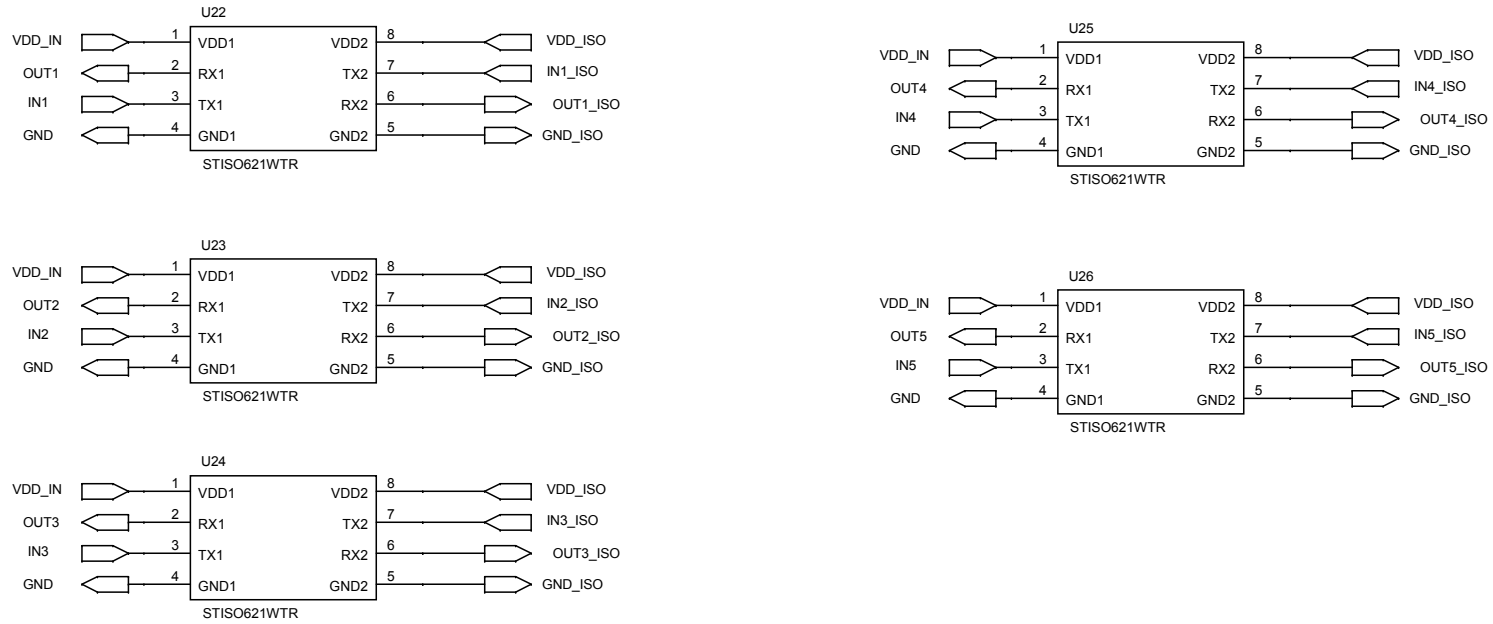 U22
VDD_IN 1 VDD1 VDD2 8 VDD_ISO
OUT1 2 RX1 TX2 7 IN1_ISO
IN1 3 TX1 RX2 6 OUT1_ISO
GND 4 GND1 GND2 5 GND_ISO
STISO621WTR
U23
VDD_IN 1 VDD1 VDD2 8 VDD_ISO
OUT2 2 RX1 TX2 7 IN2_ISO
IN2 3 TX1 RX2 6 OUT2_ISO
GND 4 GND1 GND2 5 GND_ISO
STISO621WTR
U24
VDD_IN 1 VDD1 VDD2 8 VDD_ISO
OUT3 2 RX1 TX2 7 IN3_ISO
IN3 3 TX1 RX2 6 OUT3_ISO
GND 4 GND1 GND2 5 GND_ISO
STISO621WTR
U25
VDD_IN 1 VDD1 VDD2 8 VDD_ISO
OUT4 2 RX1 TX2 7 IN4_ISO
IN4 3 TX1 RX2 6 OUT4_ISO
GND 4 GND1 GND2 5 GND_ISO
STISO621WTR
U26
VDD_IN 1 VDD1 VDD2 8 VDD_ISO
OUT5 2 RX1 TX2 7 IN5_ISO
IN5 3 TX1 RX2 6 OUT5_ISO
GND 4 GND1 GND2 5 GND_ISO
STISO621WTR